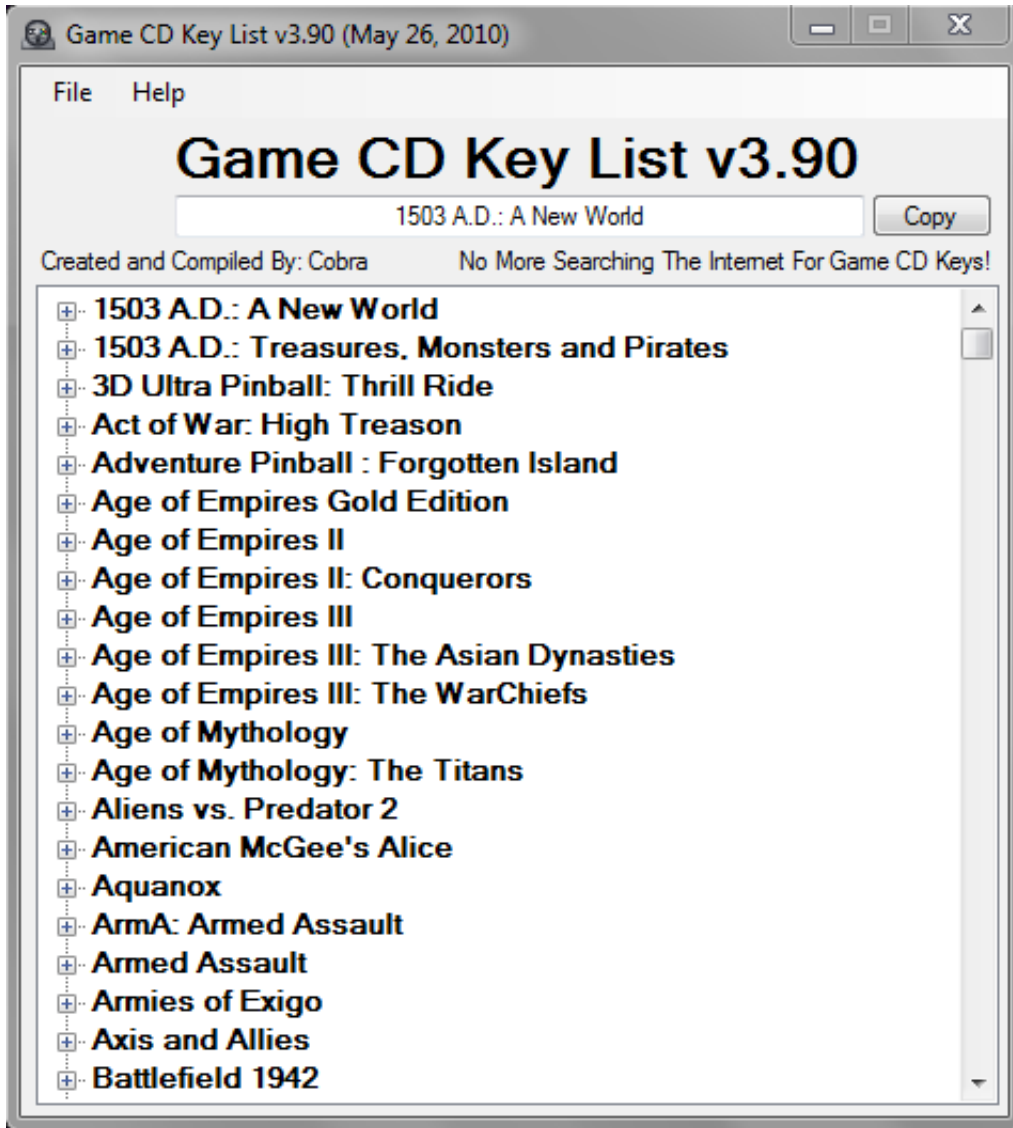 Game CD Key List v3.90 (May 26, 2010)
File Help
Game CD Key List v3.90
1503 A.D.: A New World Copy
Created and Compiled By: Cobra No More Searching The Internet For Game CD Keys!
1503 A.D.: A New World
1503 A.D.: Treasures, Monsters and Pirates
3D Ultra Pinball: Thrill Ride
Act of War: High Treason
Adventure Pinball : Forgotten Island
Age of Empires Gold Edition
Age of Empires II
Age of Empires II: Conquerors
Age of Empires III
Age of Empires III: The Asian Dynasties
Age of Empires III: The WarChiefs
Age of Mythology
Age of Mythology: The Titans
Aliens vs. Predator 2
American McGee's Alice
Aquanox
ArmA: Armed Assault
Armed Assault
Armies of Exigo
Axis and Allies
Battlefield 1942